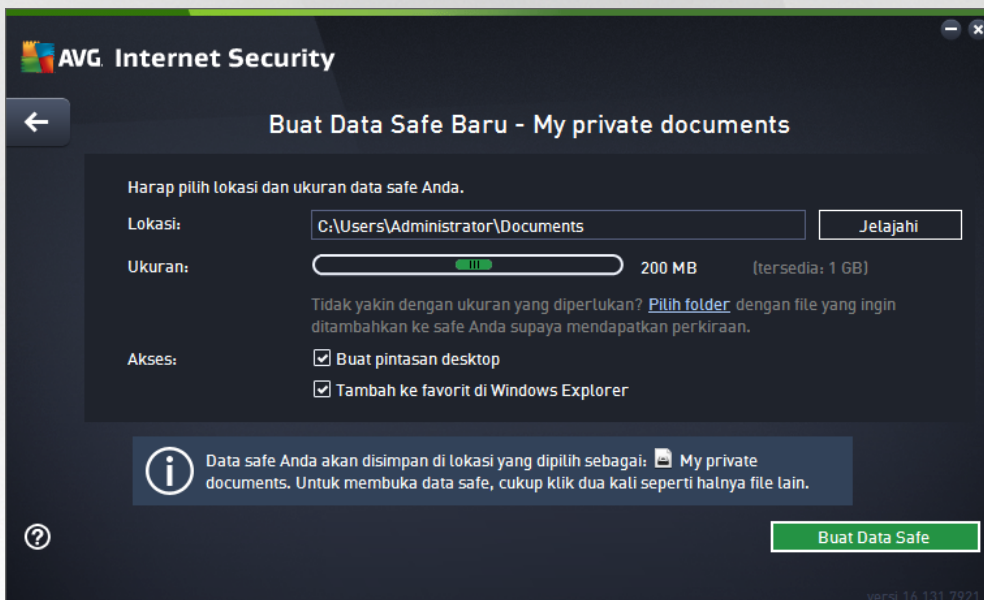 AVG Internet Security
Buat Data Safe Baru - My private documents
Harap pilih lokasi dan ukuran data safe Anda.
Lokasi: C:\Users\Administrator\Documents Jelajahi
Ukuran: 200 MB (tersedia: 1 GB)
Tidak yakin dengan ukuran yang diperlukan? Pilih folder dengan file yang ingin
ditambahkan ke safe Anda supaya mendapatkan perkiraan.
Akses: Buat pintasan desktop
Tambah ke favorit di Windows Explorer
Data safe Anda akan disimpan di lokasi yang dipilih sebagai: My private
documents. Untuk membuka data safe, cukup klik dua kali seperti halnya file lain.
Buat Data Safe
versi 16.131.7921